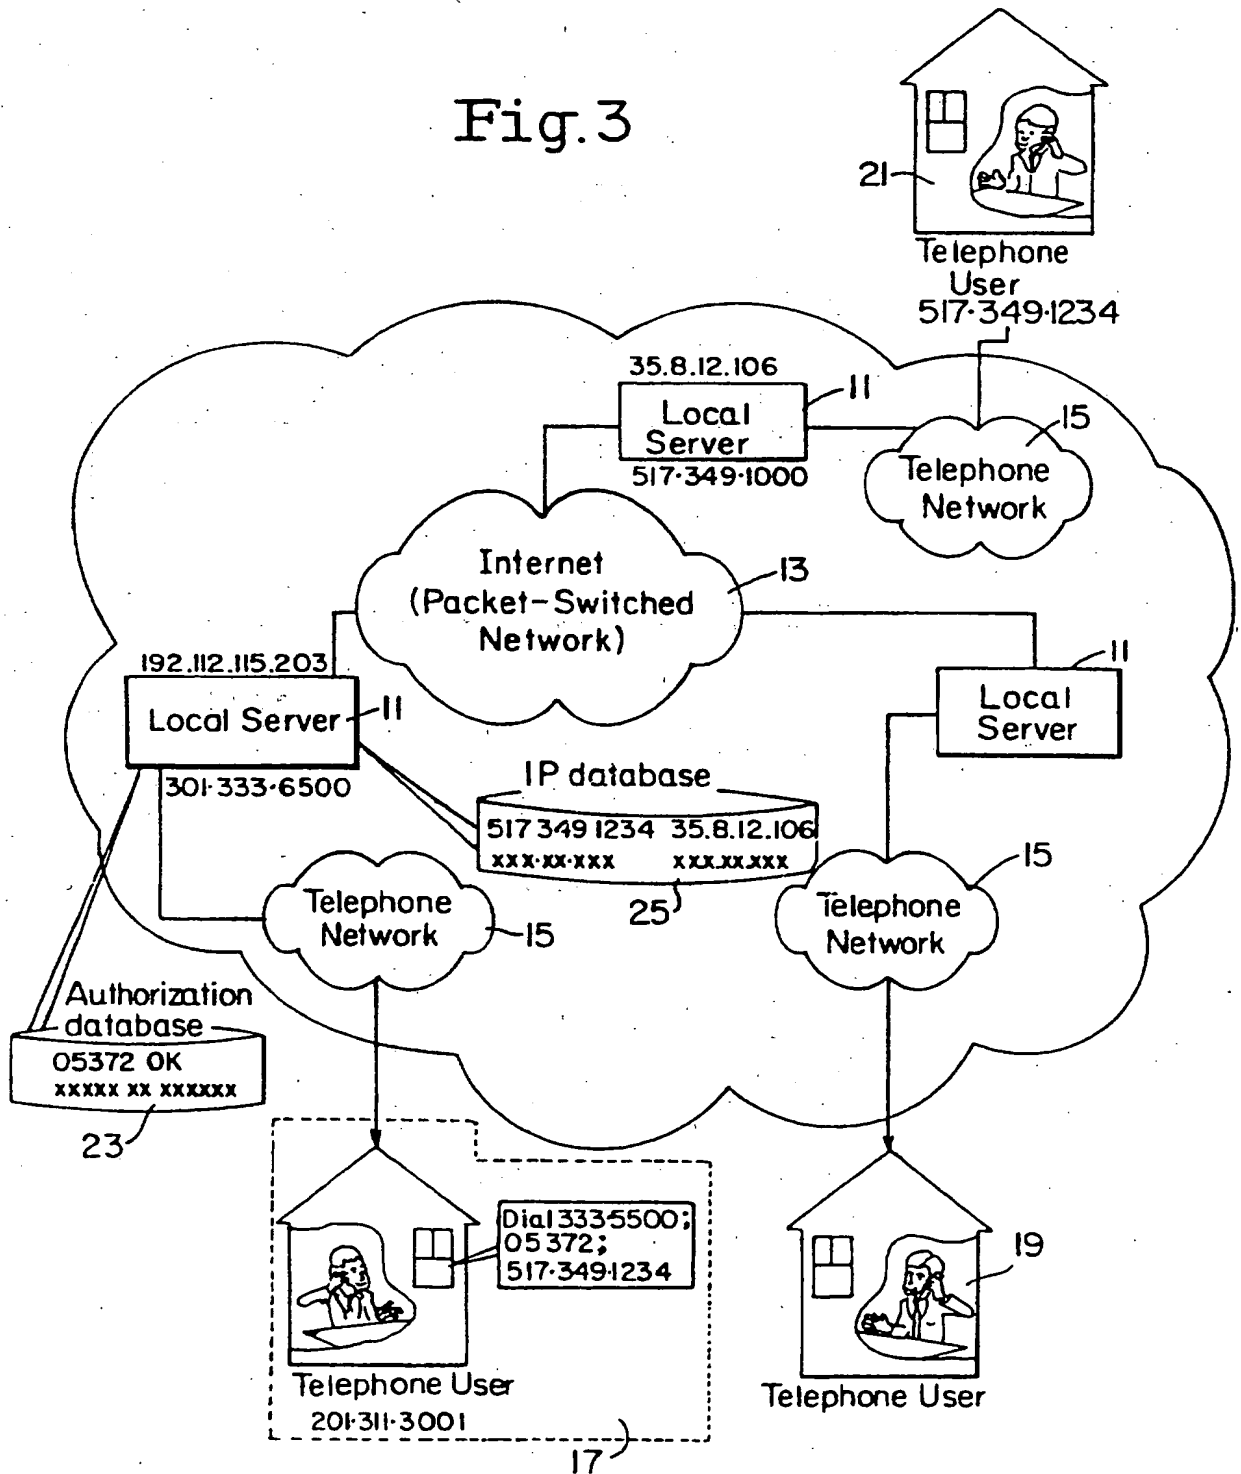 Fig.3
21
Telephone
User
517·349·1234
35.8.12.106
11
Local
Server
517·349·1000
15
Telephone
Network
Internet
(Packet-Switched
Network)
13
192.112.115.203
Local Server
11
301·333·6500
11
Local
Server
IP database
517 349 1234 35.8.12.106
xxx·xx·xxx xxx.xx.xxx
25
Telephone
Network
15
Telephone
Network
15
Authorization
database
05372 OK
xxxxx xx xxxxxx
23
Dial 333·5500;
05372;
517·349·1234
Telephone User
201·311·3001
17
19
Telephone User